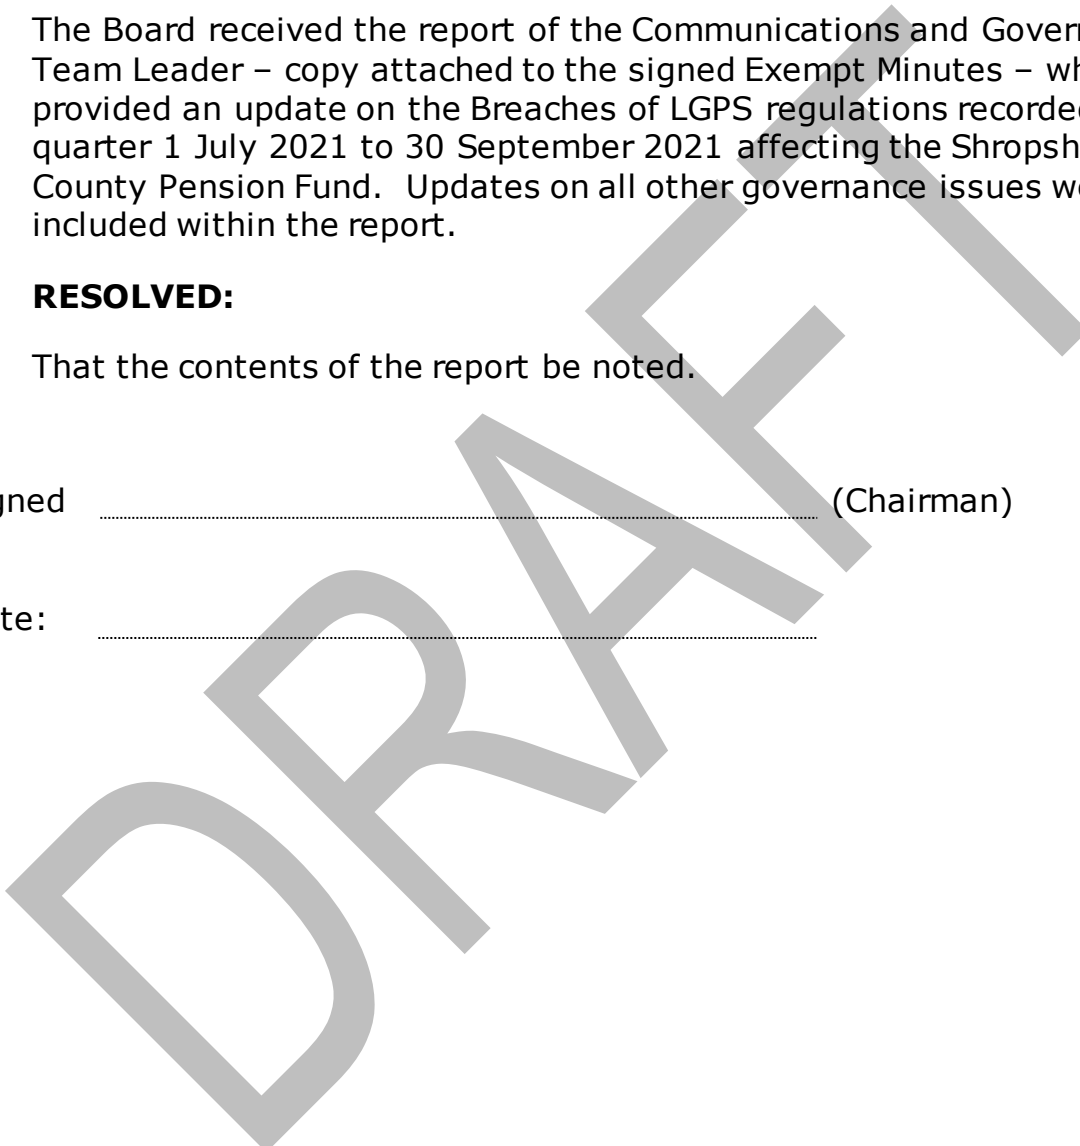 The Board received the report of the Communications and Govern
Team Leader – copy attached to the signed Exempt Minutes – wh
provided an update on the Breaches of LGPS regulations recorded
quarter 1 July 2021 to 30 September 2021 affecting the Shropsh
County Pension Fund.  Updates on all other governance issues we
included within the report.
RESOLVED:
That the contents of the report be noted.
gned (Chairman)
te:
DRAFT